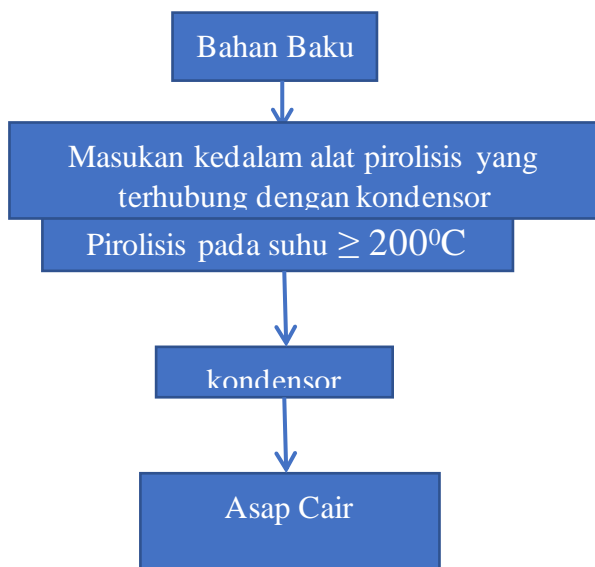 Bahan Baku
Masukan kedalam alat pirolisis yang
terhubung dengan kondensor
Pirolisis pada suhu ≥ 200⁰C
kondensor
Asap Cair